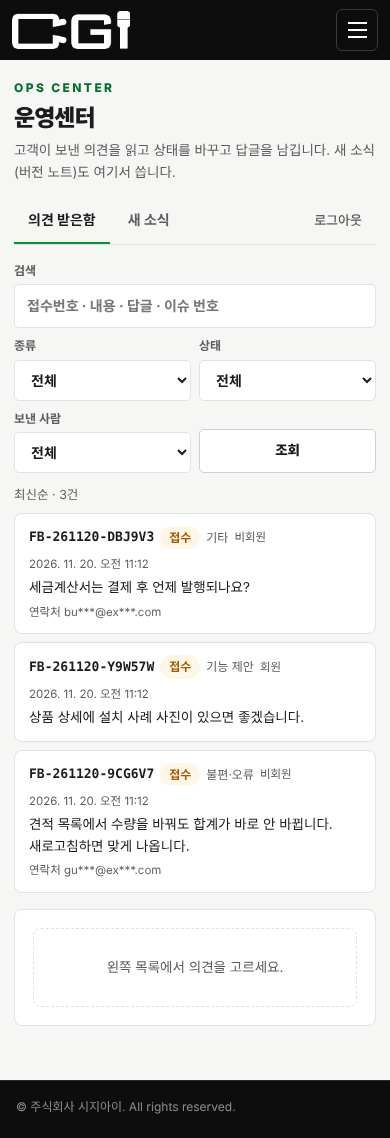 CGI
OPS CENTER
운영센터
고객이 보낸 의견을 읽고 상태를 바꾸고 답글을 남깁니다. 새 소식
(버전 노트)도 여기서 씁니다.
의견 받은함 새 소식 로그아웃
검색
접수번호 · 내용 · 답글 · 이슈 번호
종류 상태
전체 전체
보낸 사람
전체 조회
최신순 · 3건
FB-261120-DBJ9V3 접수 기타 비회원
2026. 11. 20. 오전 11:12
세금계산서는 결제 후 언제 발행되나요?
연락처 bu***@ex***.com
FB-261120-Y9W57W 접수 기능 제안 회원
2026. 11. 20. 오전 11:12
상품 상세에 설치 사례 사진이 있으면 좋겠습니다.
FB-261120-9CG6V7 접수 불편·오류 비회원
2026. 11. 20. 오전 11:12
견적 목록에서 수량을 바꿔도 합계가 바로 안 바뀝니다.
새로고침하면 맞게 나옵니다.
연락처 gu***@ex***.com
왼쪽 목록에서 의견을 고르세요.
© 주식회사 시지아이. All rights reserved.